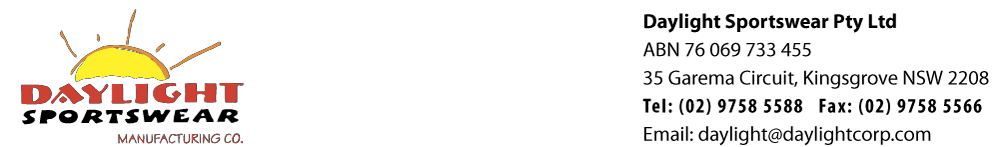 DAYLIGHT
SPORTSWEAR
MANUFACTURING CO.
Daylight Sportswear Pty Ltd
ABN 76 069 733 455
35 Garema Circuit, Kingsgrove NSW 2208
Tel: (02) 9758 5588 Fax: (02) 9758 5566
Email: daylight@daylightcorp.com